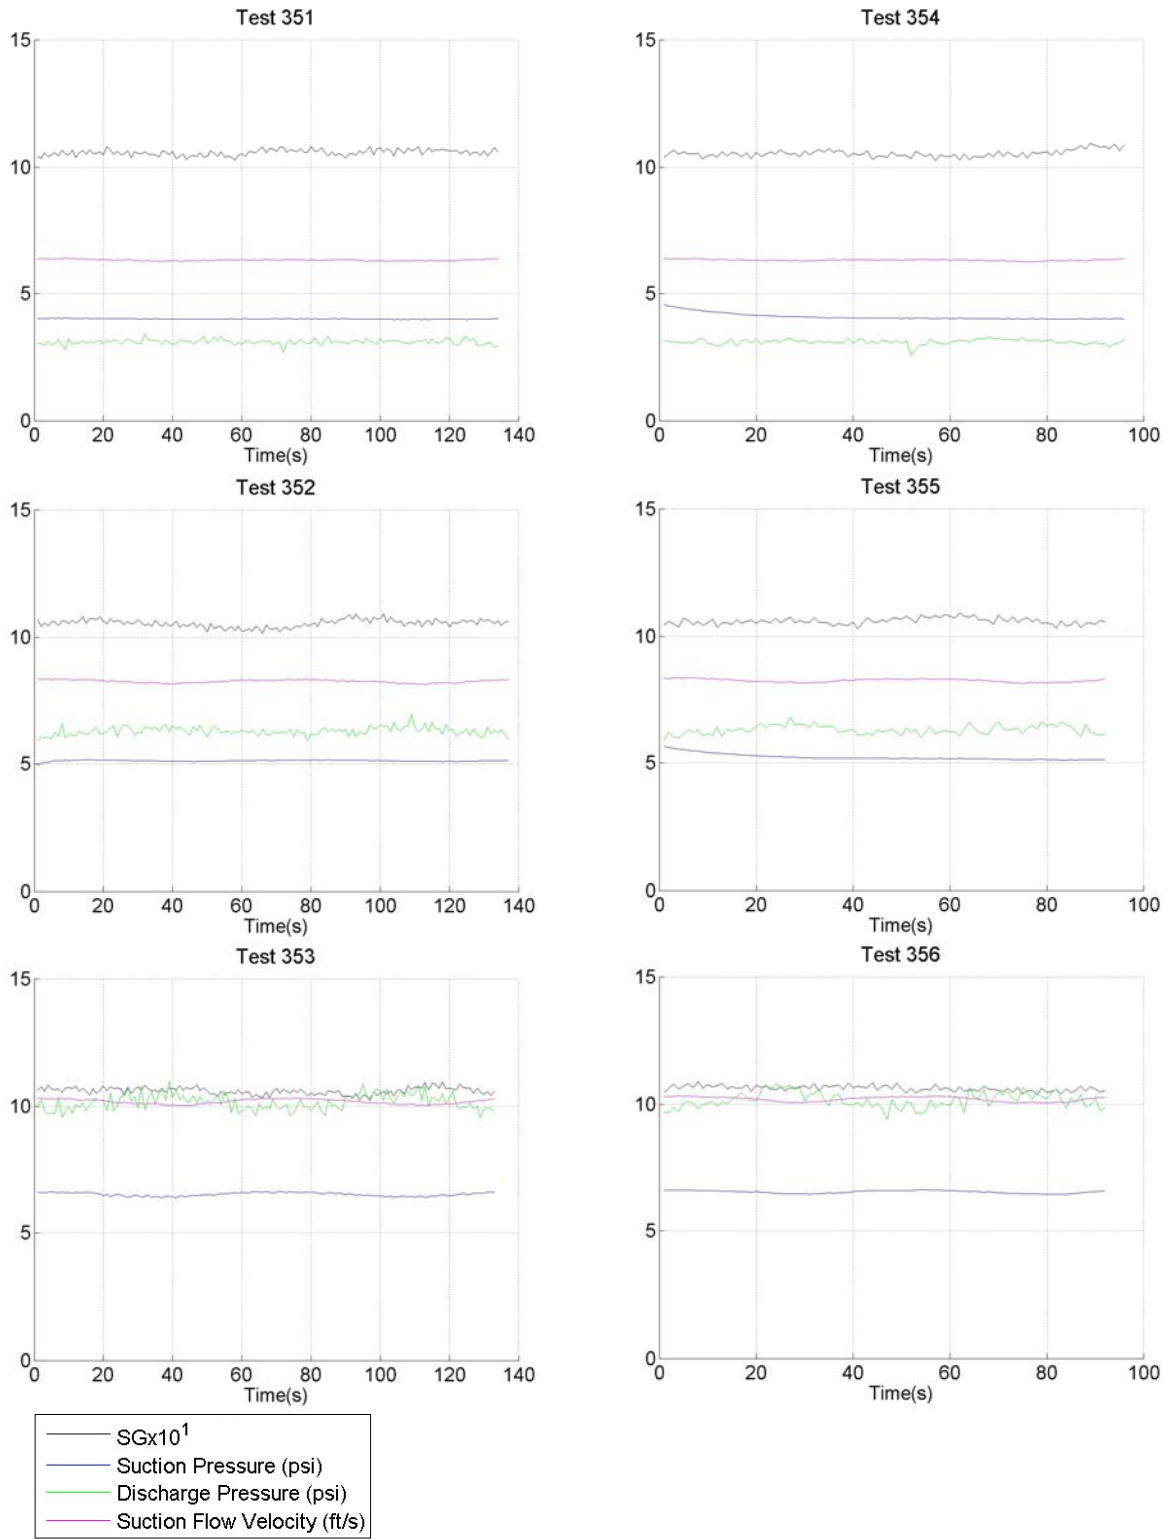 Test 351
15
10
5
0
0 20 40 60 80 100 120 140
Time(s)
Test 354
15
10
5
0
0 20 40 60 80 100
Time(s)
Test 352
15
10
5
0
0 20 40 60 80 100 120 140
Time(s)
Test 355
15
10
5
0
0 20 40 60 80 100
Time(s)
Test 353
15
10
5
0
0 20 40 60 80 100 120 140
Time(s)
Test 356
15
10
5
0
0 20 40 60 80 100
Time(s)
SGx10¹
Suction Pressure (psi)
Discharge Pressure (psi)
Suction Flow Velocity (ft/s)